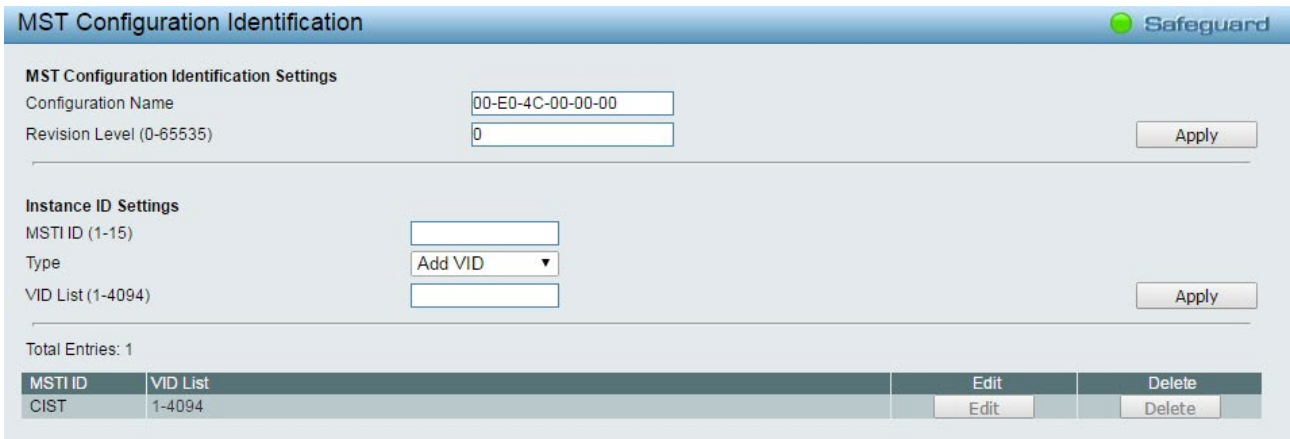 MST Configuration Identification
Safeguard
MST Configuration Identification Settings
Configuration Name 00-E0-4C-00-00-00
Revision Level (0-65535) 0 Apply
Instance ID Settings
MSTI ID (1-15)
Type Add VID
VID List (1-4094) Apply
Total Entries: 1
MSTI ID VID List Edit Delete
CIST 1-4094 Edit Delete